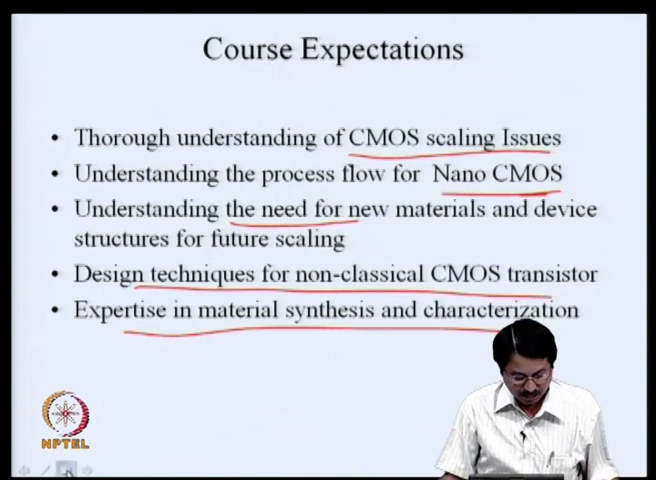 Course Expectations
• Thorough understanding of CMOS scaling Issues
• Understanding the process flow for Nano CMOS
• Understanding the need for new materials and device
structures for future scaling
• Design techniques for non-classical CMOS transistor
• Expertise in material synthesis and characterization
NPTEL